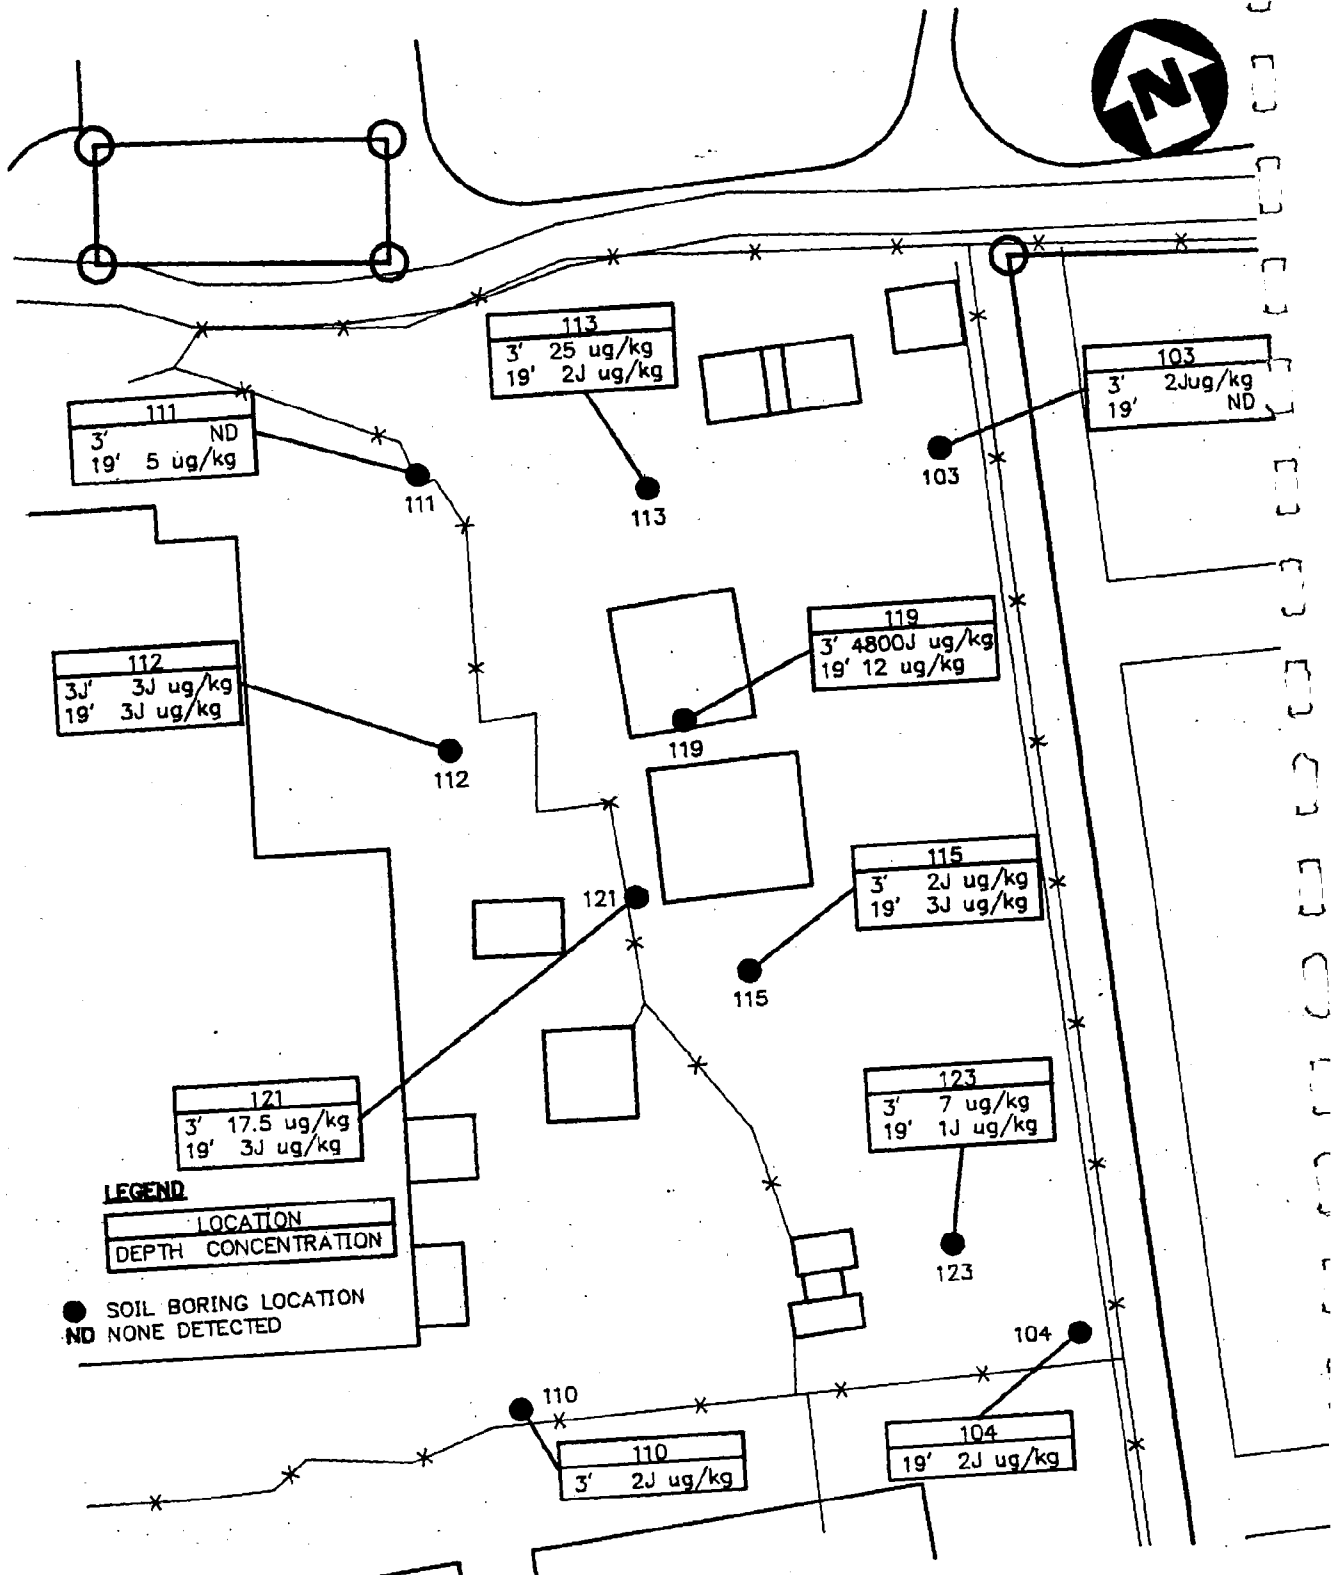 N
113
3' 25 ug/kg
19' 2J ug/kg
103
3' 2Jug/kg
19' ND
111
3' ND
19' 5 ug/kg
103
111
113
119
3' 4800J ug/kg
19' 12 ug/kg
112
3J' 3J ug/kg
19' 3J ug/kg
119
112
115
3' 2J ug/kg
19' 3J ug/kg
121
115
123
3' 7 ug/kg
19' 1J ug/kg
121
3' 17.5 ug/kg
19' 3J ug/kg
LEGEND
LOCATION
DEPTH CONCENTRATION
SOIL BORING LOCATION
ND NONE DETECTED
123
104
110
110
3' 2J ug/kg
104
19' 2J ug/kg